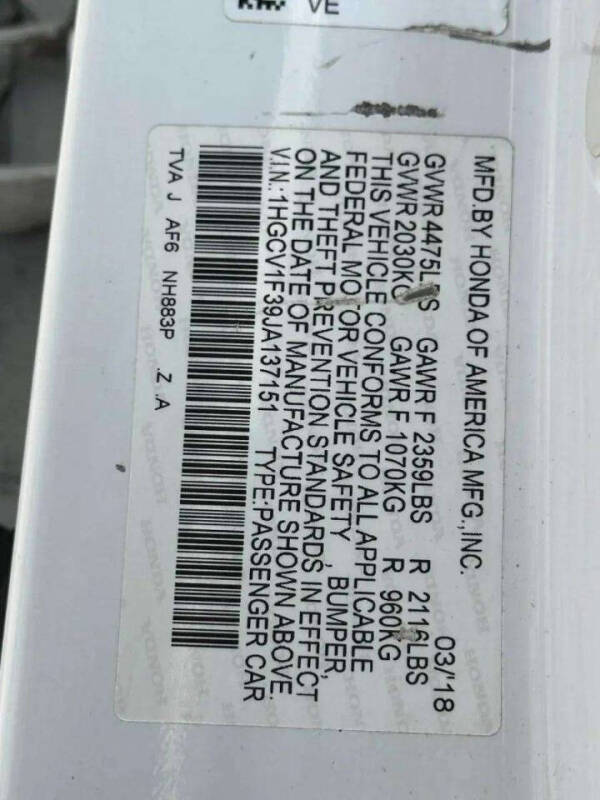 VE
MFD.BY HONDA OF AMERICA MFG.,INC. 03/'18
GVWR 4475LBS GAWR F 2359LBS R 2116LBS
GVWR 2030KG GAWR F 1070KG R 960KG
THIS VEHICLE CONFORMS TO ALL APPLICABLE
FEDERAL MOTOR VEHICLE SAFETY , BUMPER,
AND THEFT PREVENTION STANDARDS IN EFFECT
ON THE DATE OF MANUFACTURE SHOWN ABOVE.
V.I.N.:1HGCV1F39JA137151 TYPE:PASSENGER CAR
TVA J AF6 NH883P .Z .A